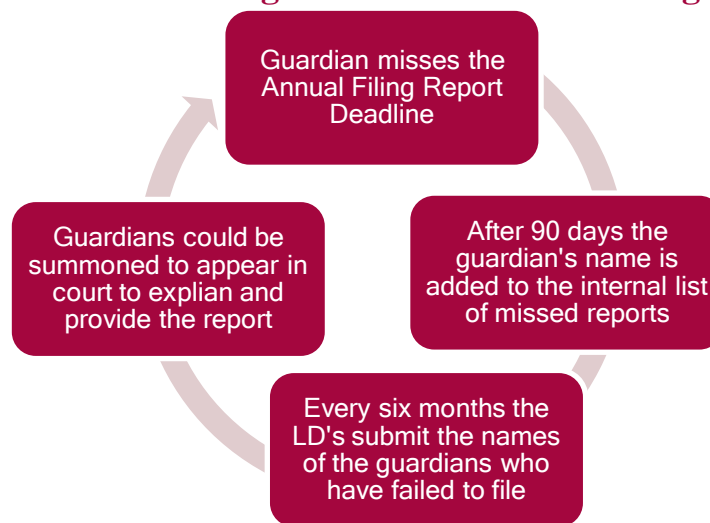 Guardian misses the
Annual Filing Report
Deadline
After 90 days the
guardian's name is
added to the internal list
of missed reports
Every six months the
LD's submit the names
of the guardians who
have failed to file
Guardians could be
summoned to appear in
court to explian and
provide the report